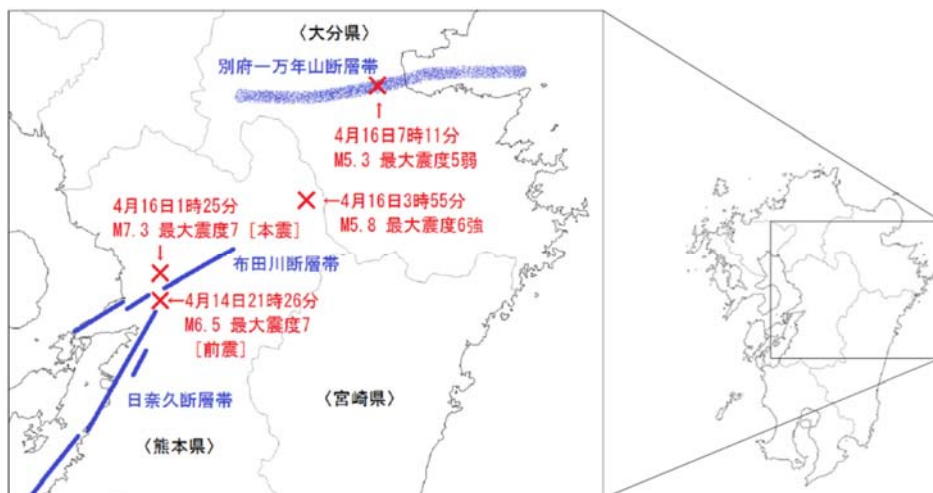 〈大分県〉
別府一万年山断層帯
4月16日7時11分
M5.3 最大震度5弱
←4月16日3時55分
M5.8 最大震度6強
4月16日1時25分
M7.3 最大震度7 [本震]
布田川断層帯
←4月14日21時26分
M6.5 最大震度7
[前震]
日奈久断層帯
〈宮崎県〉
〈熊本県〉